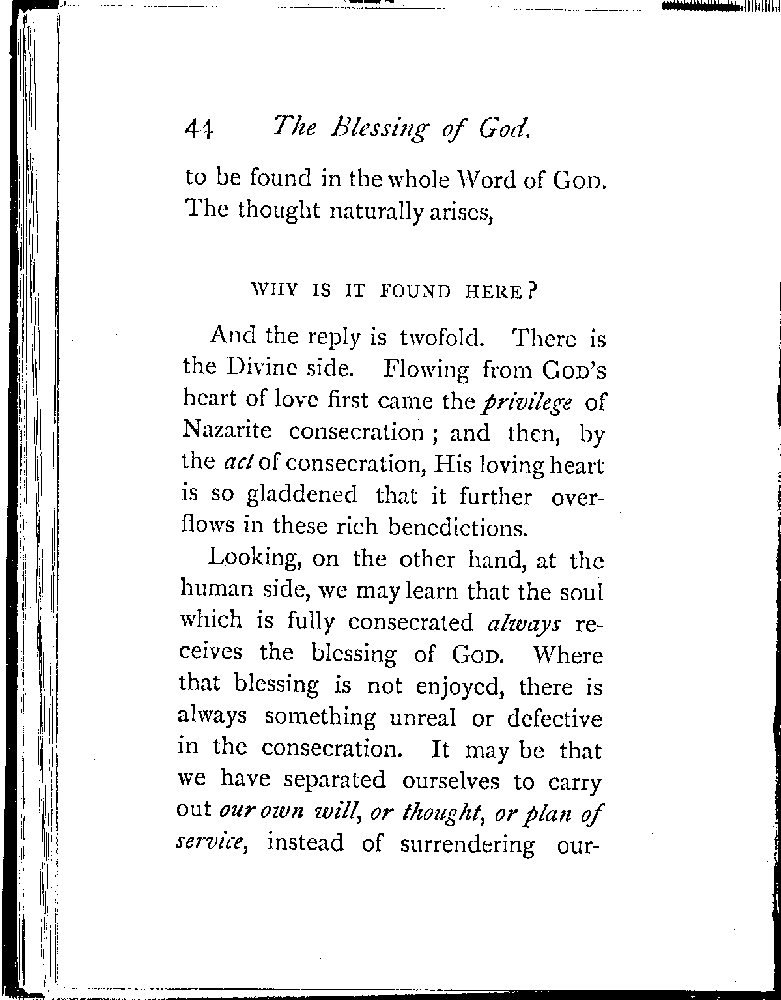 44 The Blessing of God.
to be found in the whole Word of GOD.
The thought naturally arises,
WHY IS IT FOUND HERE?
And the reply is twofold. There is
the Divine side. Flowing from GOD'S
heart of love first came the privilege of
Nazarite consecration; and then, by
the act of consecration, His loving heart
is so gladdened that it further over-
flows in these rich benedictions.
Looking, on the other hand, at the
human side, we may learn that the soul
which is fully consecrated always re-
ceives the blessing of GOD. Where
that blessing is not enjoyed, there is
always something unreal or defective
in the consecration. It may be that
we have separated ourselves to carry
out our own will, or thought, or plan of
service, instead of surrendering our-